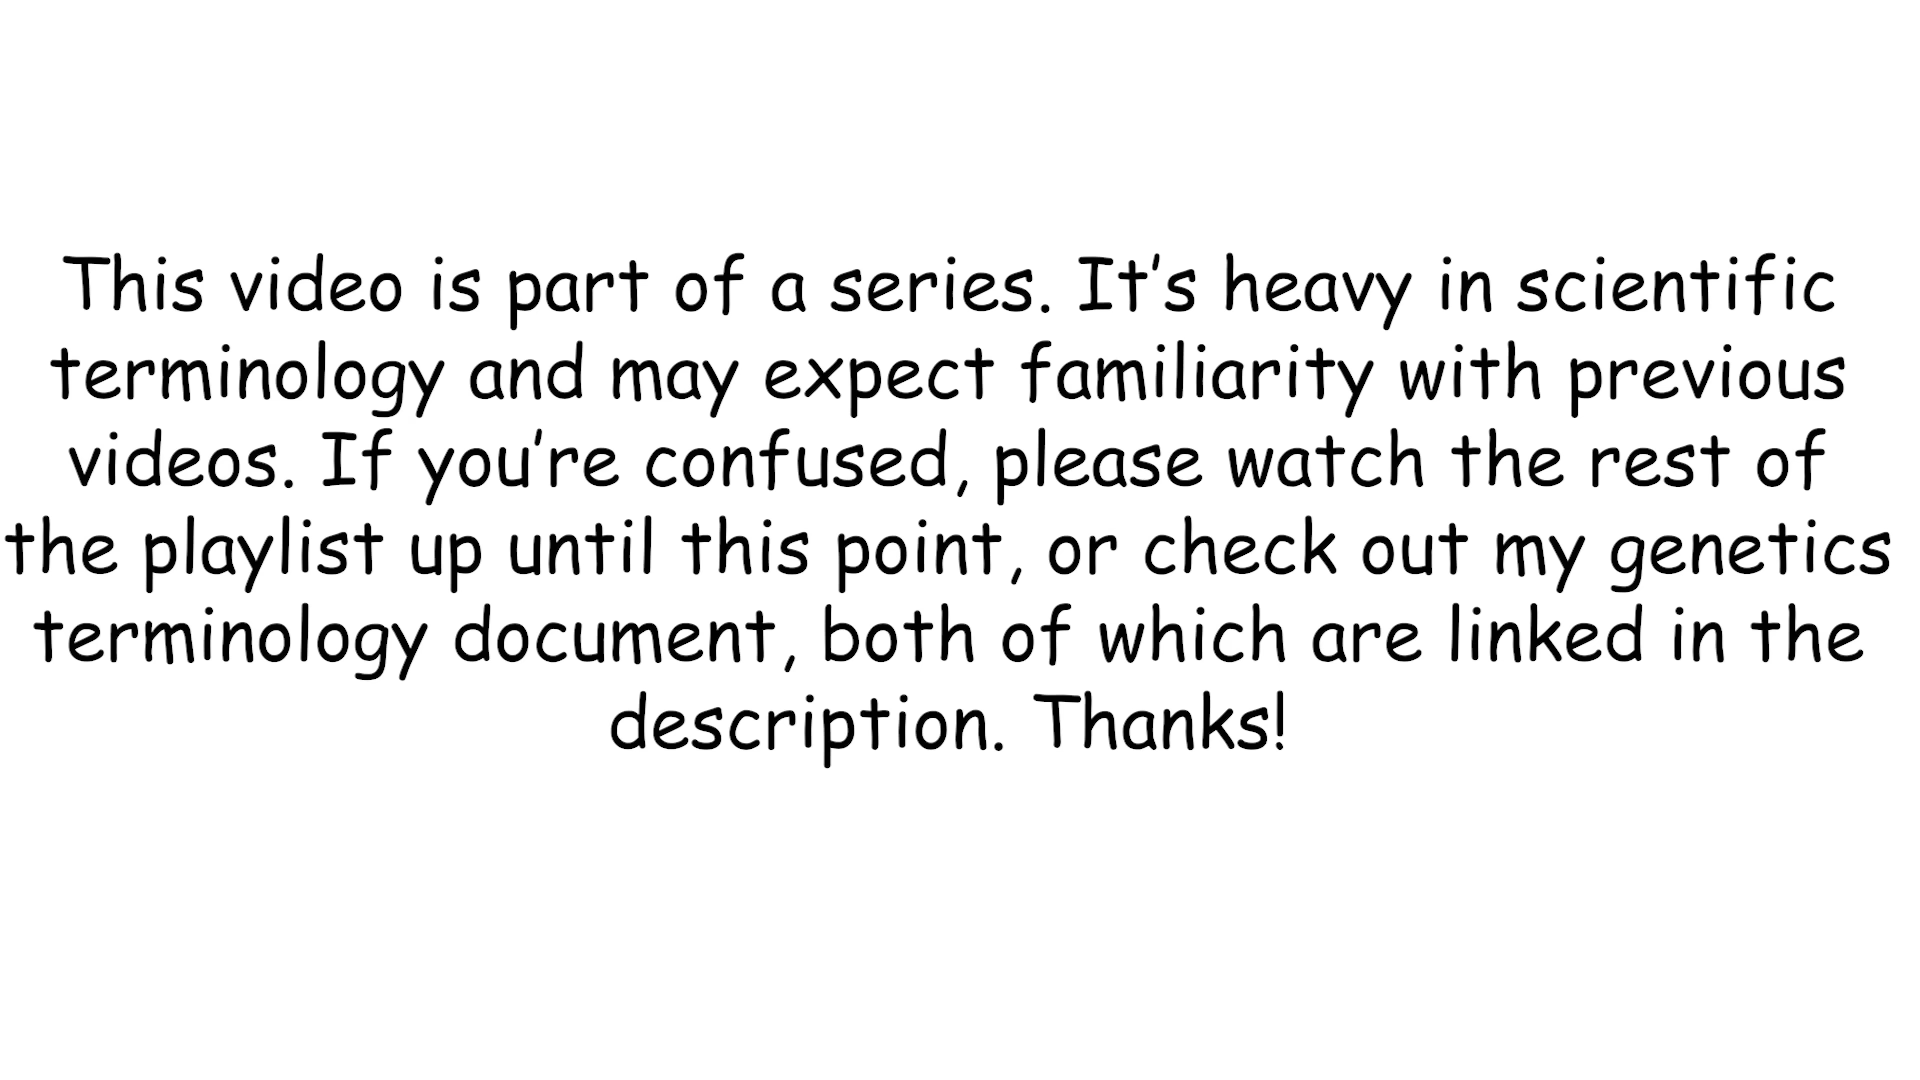 This video is part of a series. It’s heavy in scientific
terminology and may expect familiarity with previous
videos. If you’re confused, please watch the rest of
the playlist up until this point, or check out my genetics
terminology document, both of which are linked in the
description. Thanks!